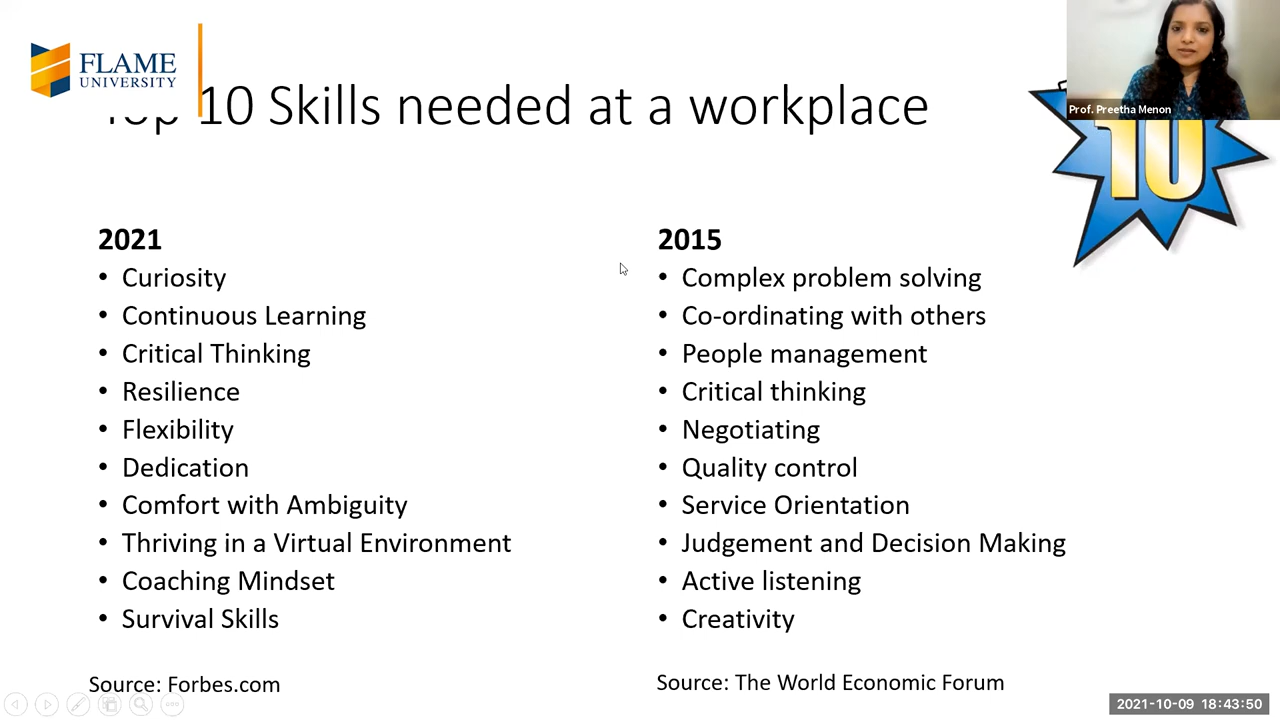 FLAME
UNIVERSITY
Top 10 Skills needed at a workplace
Prof. Preetha Menon
10
2021
• Curiosity
• Continuous Learning
• Critical Thinking
• Resilience
• Flexibility
• Dedication
• Comfort with Ambiguity
• Thriving in a Virtual Environment
• Coaching Mindset
• Survival Skills
Source: Forbes.com
2015
• Complex problem solving
• Co-ordinating with others
• People management
• Critical thinking
• Negotiating
• Quality control
• Service Orientation
• Judgement and Decision Making
• Active listening
• Creativity
Source: The World Economic Forum
2021-10-09 18:43:50